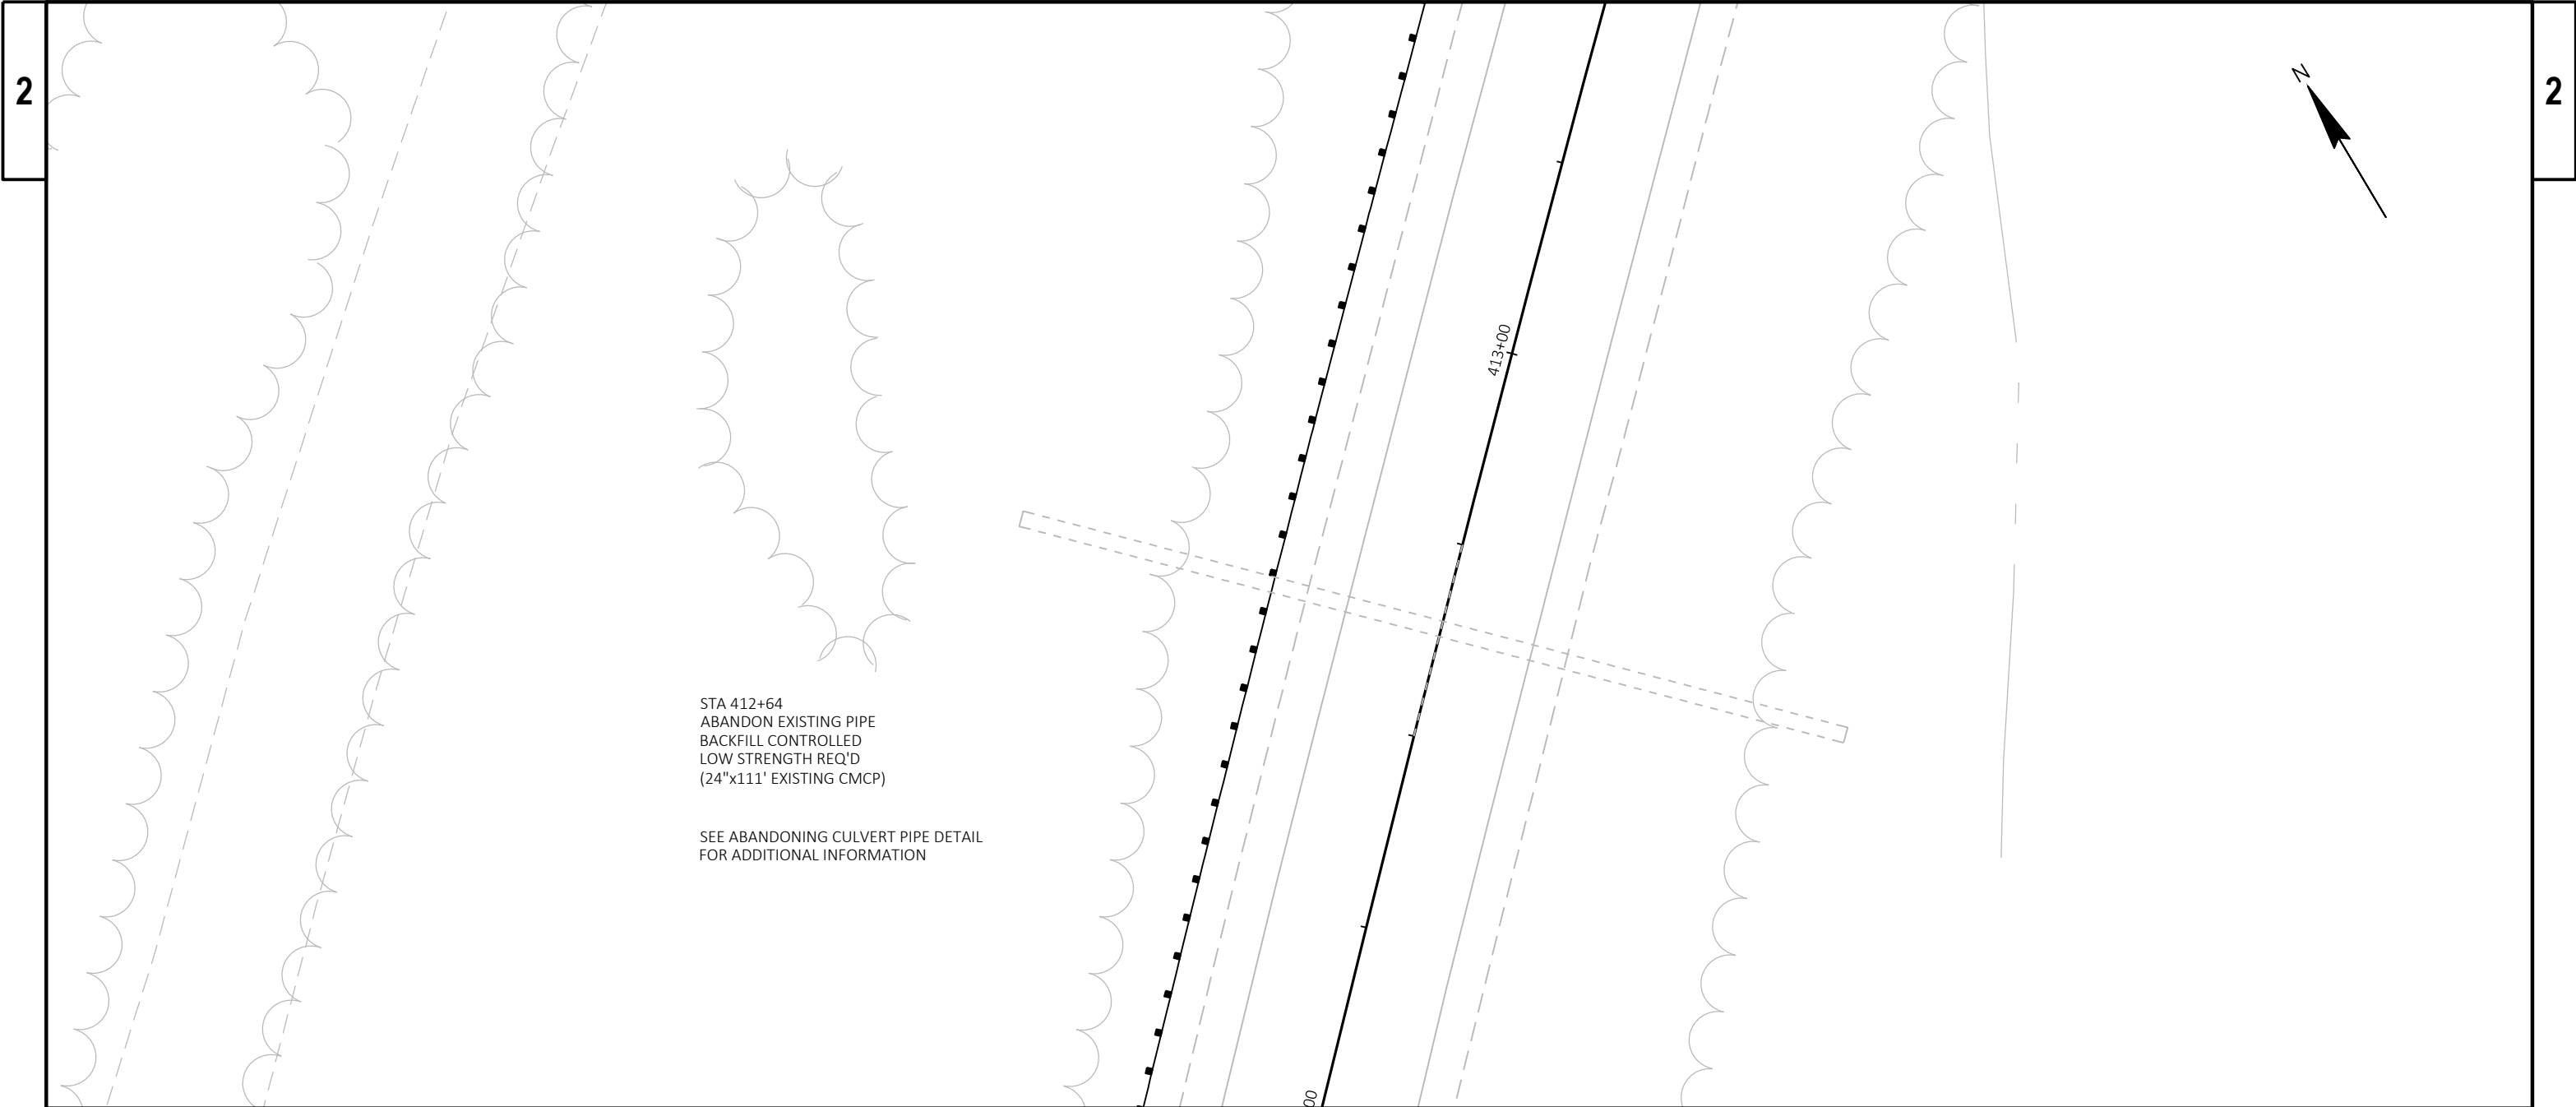 2
2
N
413+00
STA 412+64
ABANDON EXISTING PIPE
BACKFILL CONTROLLED
LOW STRENGTH REQ'D
(24"x111' EXISTING CMCP)
SEE ABANDONING CULVERT PIPE DETAIL
FOR ADDITIONAL INFORMATION
00